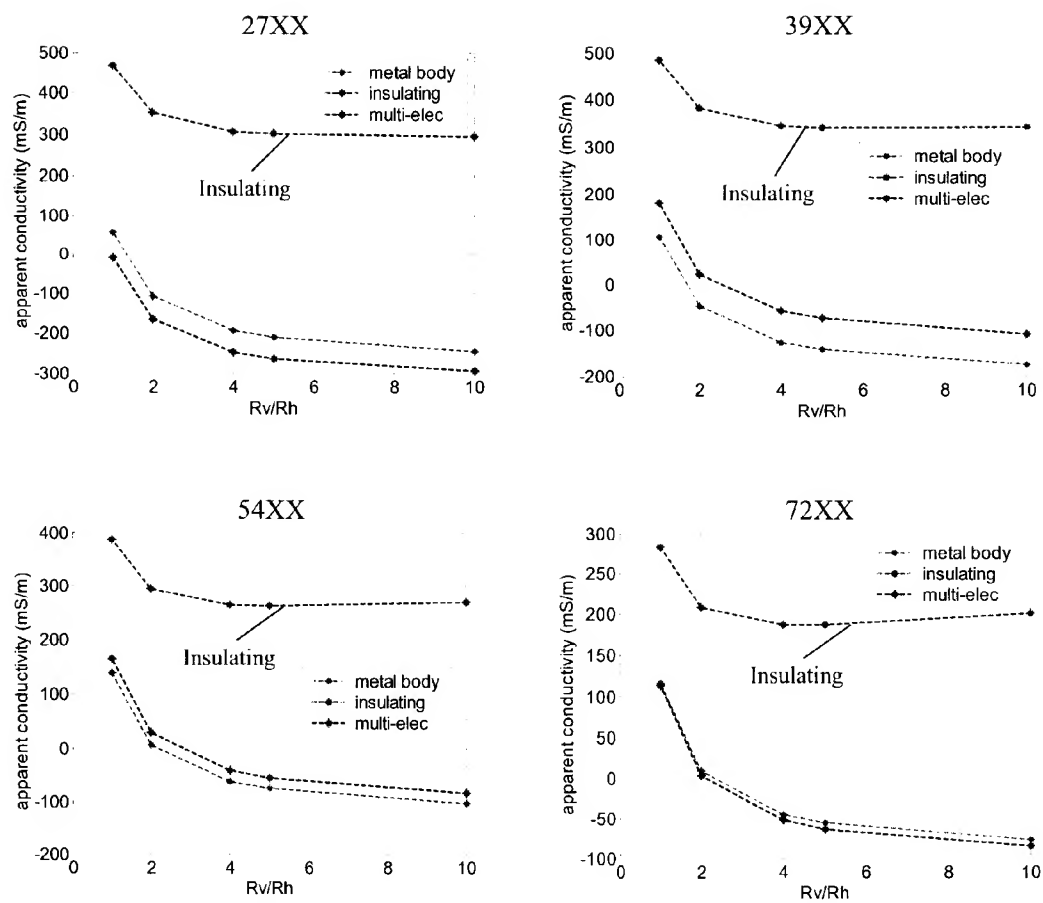 27XX
500
400
300
200
100
0
-100
-200
-300
0
2
4
6
8
10
apparent conductivity (mS/m)
Rv/Rh
metal body
insulating
multi-elec
Insulating
39XX
500
400
300
200
100
0
-100
-200
0
2
4
6
8
10
apparent conductivity (mS/m)
Rv/Rh
metal body
insulating
multi-elec
Insulating
54XX
400
300
200
100
0
-100
-200
0
2
4
6
8
10
apparent conductivity (mS/m)
Rv/Rh
Insulating
metal body
insulating
multi-elec
72XX
300
250
200
150
100
50
0
-50
-100
0
2
4
6
8
10
apparent conductivity (mS/m)
Rv/Rh
metal body
insulating
multi-elec
Insulating